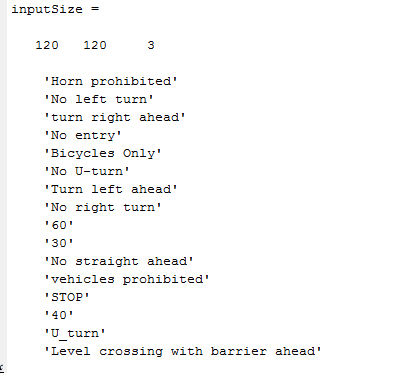 inputSize =
120 120 3
'Horn prohibited'
'No left turn'
'turn right ahead'
'No entry'
'Bicycles Only'
'No U-turn'
'Turn left ahead'
'No right turn'
'60'
'30'
'No straight ahead'
'vehicles prohibited'
'STOP'
'40'
'U_turn'
'Level crossing with barrier ahead'